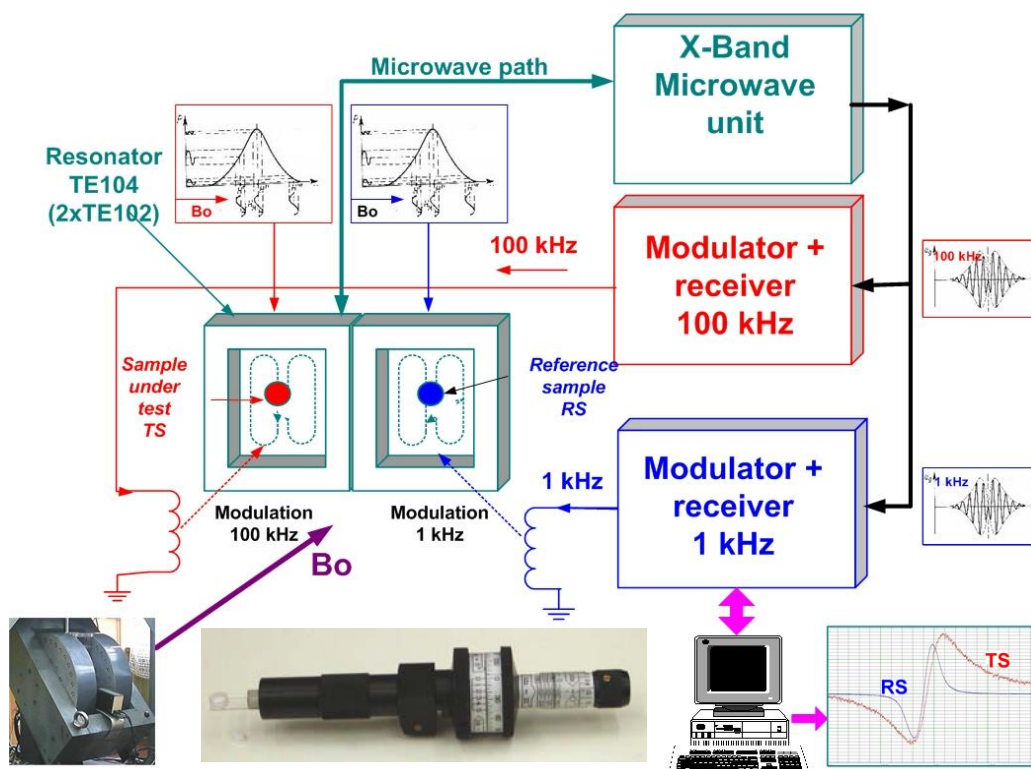 X-Band
Microwave
unit
Microwave path
Resonator
TE104
(2xTE102)
Bo
Bo
100 kHz
Modulator +
receiver
100 kHz
100 kHz
Sample
under
test
TS
Reference
sample
RS
Modulator +
receiver
1 kHz
1 kHz
1 kHz
Modulation
100 kHz
Modulation
1 kHz
Bo
RS
TS